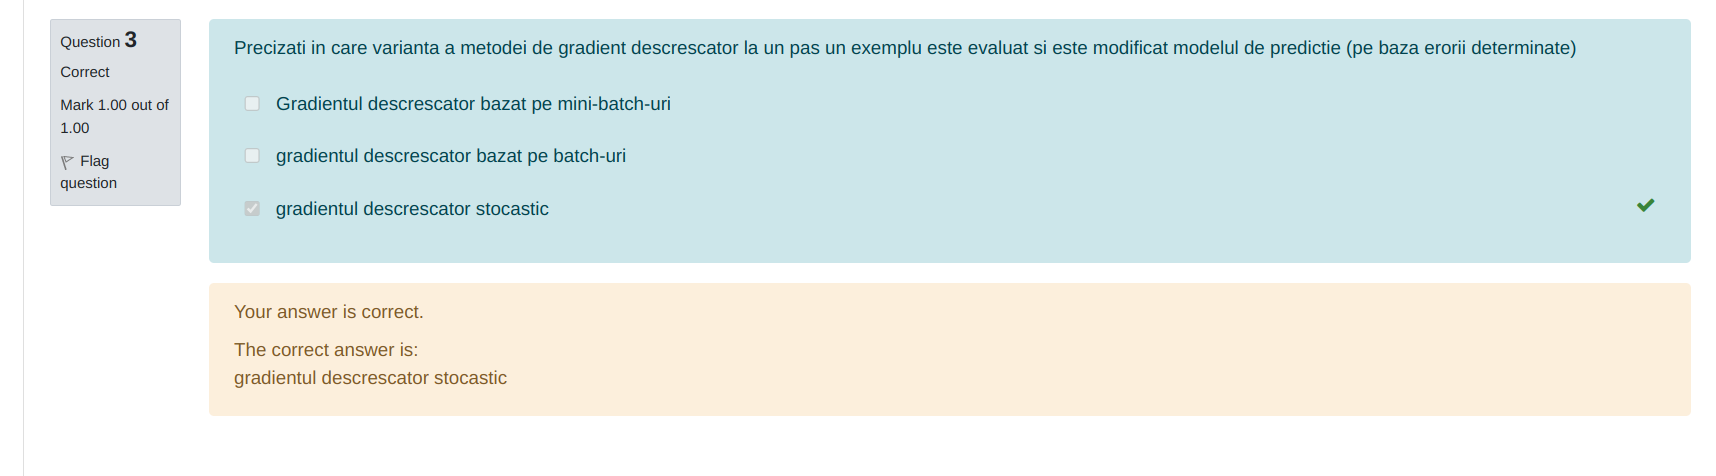 Question 3
Correct
Mark 1.00 out of
1.00
Flag
question
Precizati in care varianta a metodei de gradient descrescator la un pas un exemplu este evaluat si este modificat modelul de predictie (pe baza erorii determinate)
Gradientul descrescator bazat pe mini-batch-uri
gradientul descrescator bazat pe batch-uri
gradientul descrescator stocastic
Your answer is correct.
The correct answer is:
gradientul descrescator stocastic